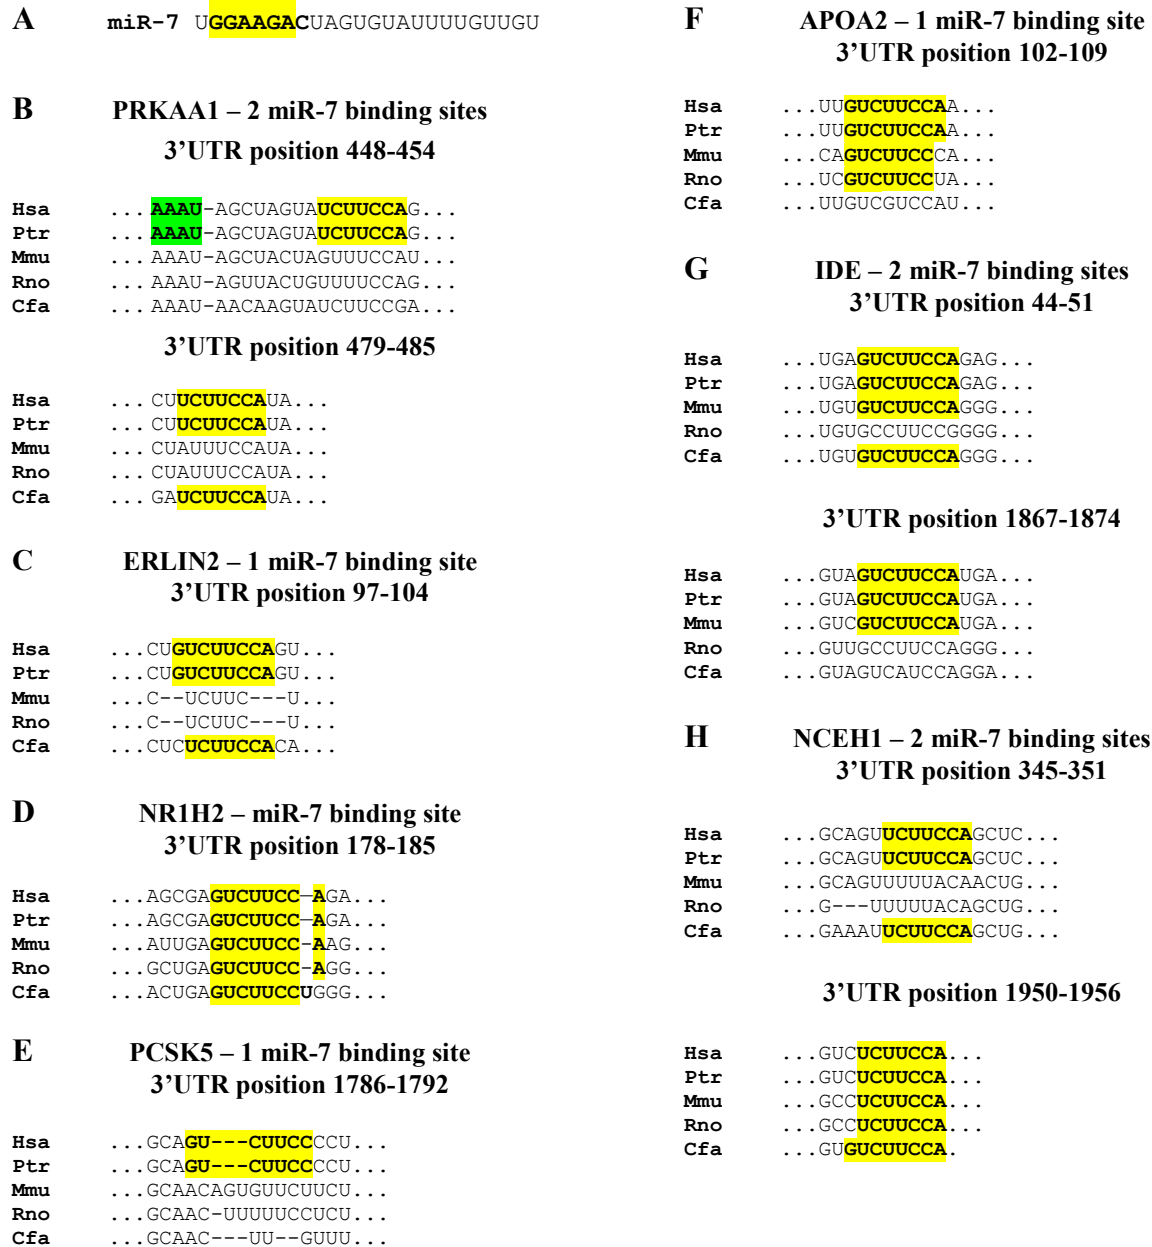 A miR-7 UGGAAGACUAGUGUAUUUUGUUGU
B PRKAA1 – 2 miR-7 binding sites
3’UTR position 448-454
Hsa ...AAAU-AGCUAGUAUCUUCCAG...
Ptr ...AAAU-AGCUAGUAUCUUCCAG...
Mmu ...AAAU-AGCUACUAGUUUCCAU...
Rno ...AAAU-AGUUACUGUUUUCCAG...
Cfa ...AAAU-AACAAGUAUCUUCCGA...
3’UTR position 479-485
Hsa ...CUUCUUCCAUA...
Ptr ...CUUCUUCCAUA...
Mmu ...CUAUUUCCAUA...
Rno ...CUAUUUCCAUA...
Cfa ...GAUCUUCCAUA...
C ERLIN2 – 1 miR-7 binding site
3’UTR position 97-104
Hsa ...CUGUCUUCCAGU...
Ptr ...CUGUCUUCCAGU...
Mmu ...C--UCUUC---U...
Rno ...C--UCUUC---U...
Cfa ...CUCUCUUCCACA...
D NR1H2 – miR-7 binding site
3’UTR position 178-185
Hsa ...AGCGAGUCUUCC–AGA...
Ptr ...AGCGAGUCUUCC–AGA...
Mmu ...AUUGAGUCUUCC-AAG...
Rno ...GCUGAGUCUUCC-AGG...
Cfa ...ACUGAGUCUUCCUGGG...
E PCSK5 – 1 miR-7 binding site
3’UTR position 1786-1792
Hsa ...GCAGU---CUUCCCCU...
Ptr ...GCAGU---CUUCCCCU...
Mmu ...GCAACAGUGUUCUUCU...
Rno ...GCAAC-UUUUUCCUCU...
Cfa ...GCAAC---UU--GUUU...
F APOA2 – 1 miR-7 binding site
3’UTR position 102-109
Hsa ...UUGUCUUCCAA...
Ptr ...UUGUCUUCCAA...
Mmu ...CAGUCUUCCCA...
Rno ...UCGUCUUCCUA...
Cfa ...UUGUCGUCCAU...
G IDE – 2 miR-7 binding sites
3’UTR position 44-51
Hsa ...UGAGUCUUCCAGAG...
Ptr ...UGAGUCUUCCAGAG...
Mmu ...UGUGUCUUCCAGGG...
Rno ...UGUGCCUUCCGGGG...
Cfa ...UGUGUCUUCCAGGG...
3’UTR position 1867-1874
Hsa ...GUAGUCUUCCAUGA...
Ptr ...GUAGUCUUCCAUGA...
Mmu ...GUCGUCUUCCAUGA...
Rno ...GUUGCCUUCCAGGG...
Cfa ...GUAGUCAUCCAGGA...
H NCEH1 – 2 miR-7 binding sites
3’UTR position 345-351
Hsa ...GCAGUUCUUCCAGCUC...
Ptr ...GCAGUUCUUCCAGCUC...
Mmu ...GCAGUUUUUACAACUG...
Rno ...G---UUUUUACAGCUG...
Cfa ...GAAAUUCUUCCAGCUG...
3’UTR position 1950-1956
Hsa ...GUCUCUUCCA...
Ptr ...GUCUCUUCCA...
Mmu ...GCCUCUUCCA...
Rno ...GCCUCUUCCA...
Cfa ...GUGUCUUCCA.